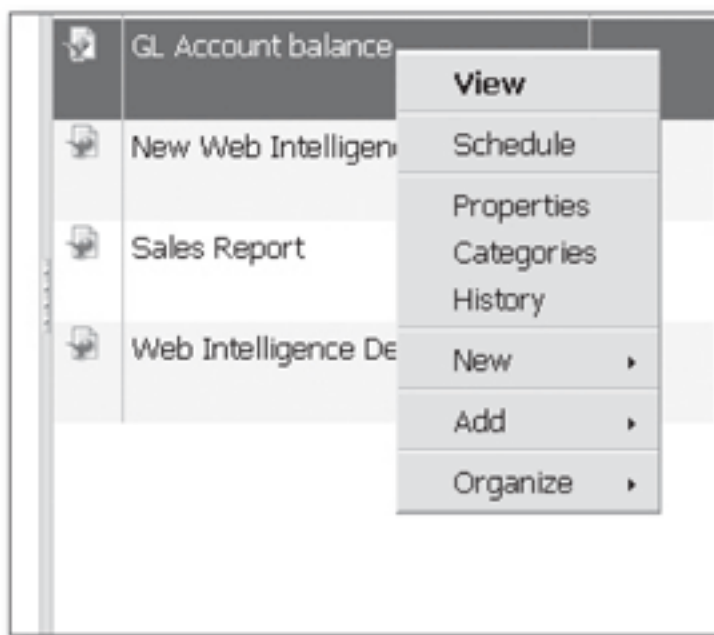 GL Account balance
New Web Intelligen
Sales Report
Web Intelligence De
View
Schedule
Properties
Categories
History
New
Add
Organize